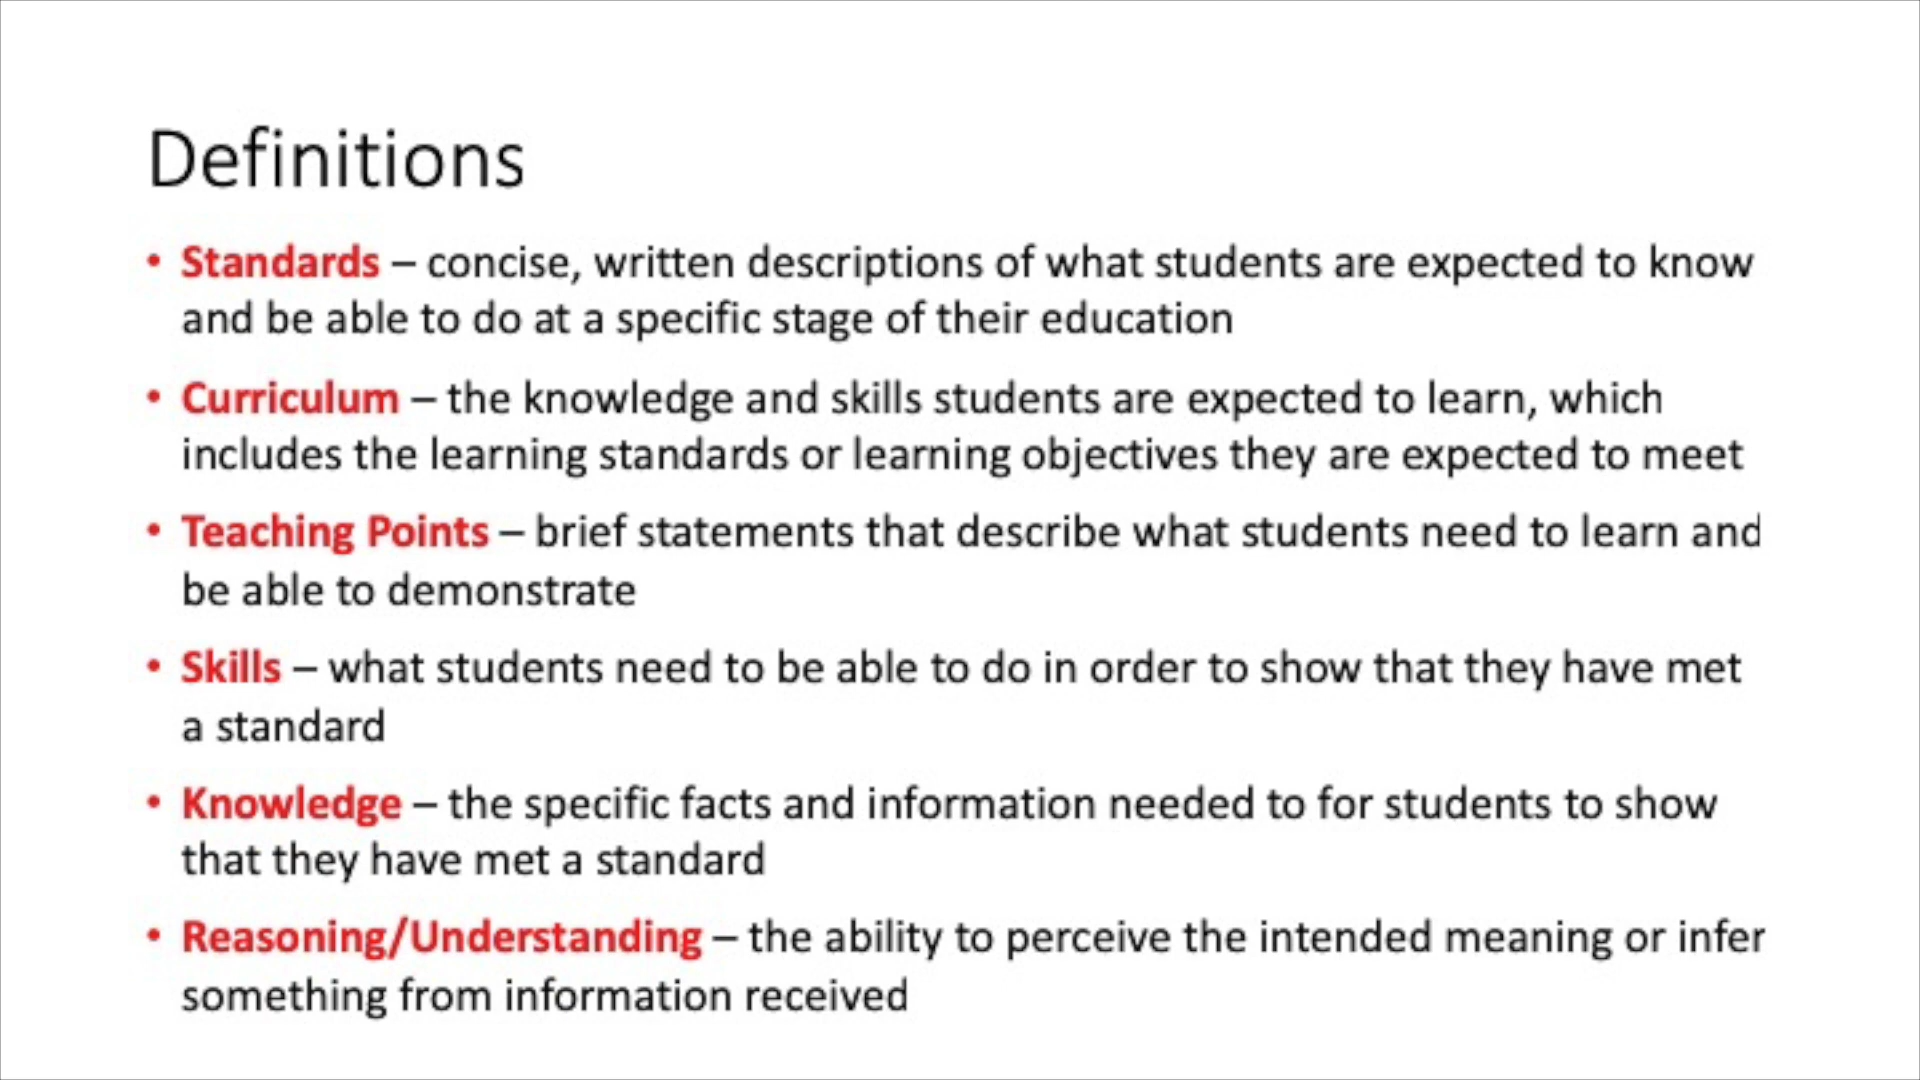 Definitions
• Standards – concise, written descriptions of what students are expected to know
and be able to do at a specific stage of their education
• Curriculum – the knowledge and skills students are expected to learn, which
includes the learning standards or learning objectives they are expected to meet
• Teaching Points – brief statements that describe what students need to learn and
be able to demonstrate
• Skills – what students need to be able to do in order to show that they have met
a standard
• Knowledge – the specific facts and information needed to for students to show
that they have met a standard
• Reasoning/Understanding – the ability to perceive the intended meaning or infer
something from information received